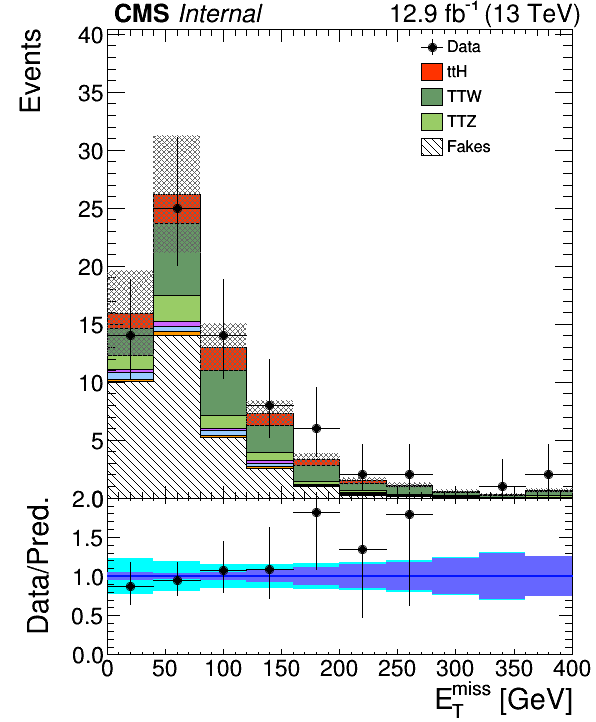 CMS Internal 12.9 fb⁻¹ (13 TeV)
Events
40
35
30
25
20
15
10
5
Data
ttH
TTW
TTZ
Fakes
Data/Pred.
2.0
1.5
1.0
0.5
0.0
0 50 100 150 200 250 300 350 400
E_T^miss [GeV]